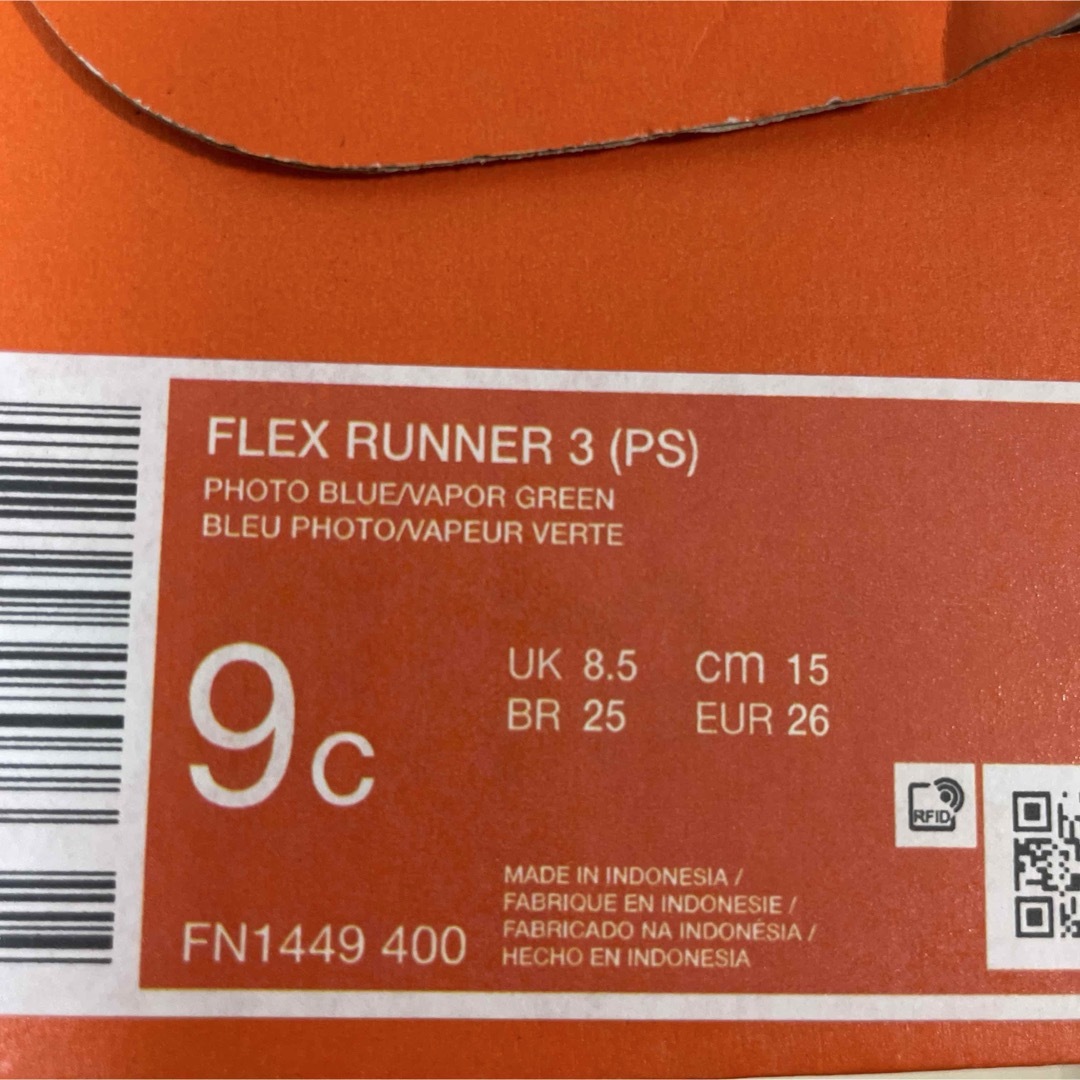 FLEX RUNNER 3 (PS)
PHOTO BLUE/VAPOR GREEN
BLEU PHOTO/VAPEUR VERTE
9c
UK 8.5 cm 15
BR 25 EUR 26
RFID
MADE IN INDONESIA /
FABRIQUE EN INDONESIE /
FABRICADO NA INDONÉSIA /
HECHO EN INDONESIA
FN1449 400